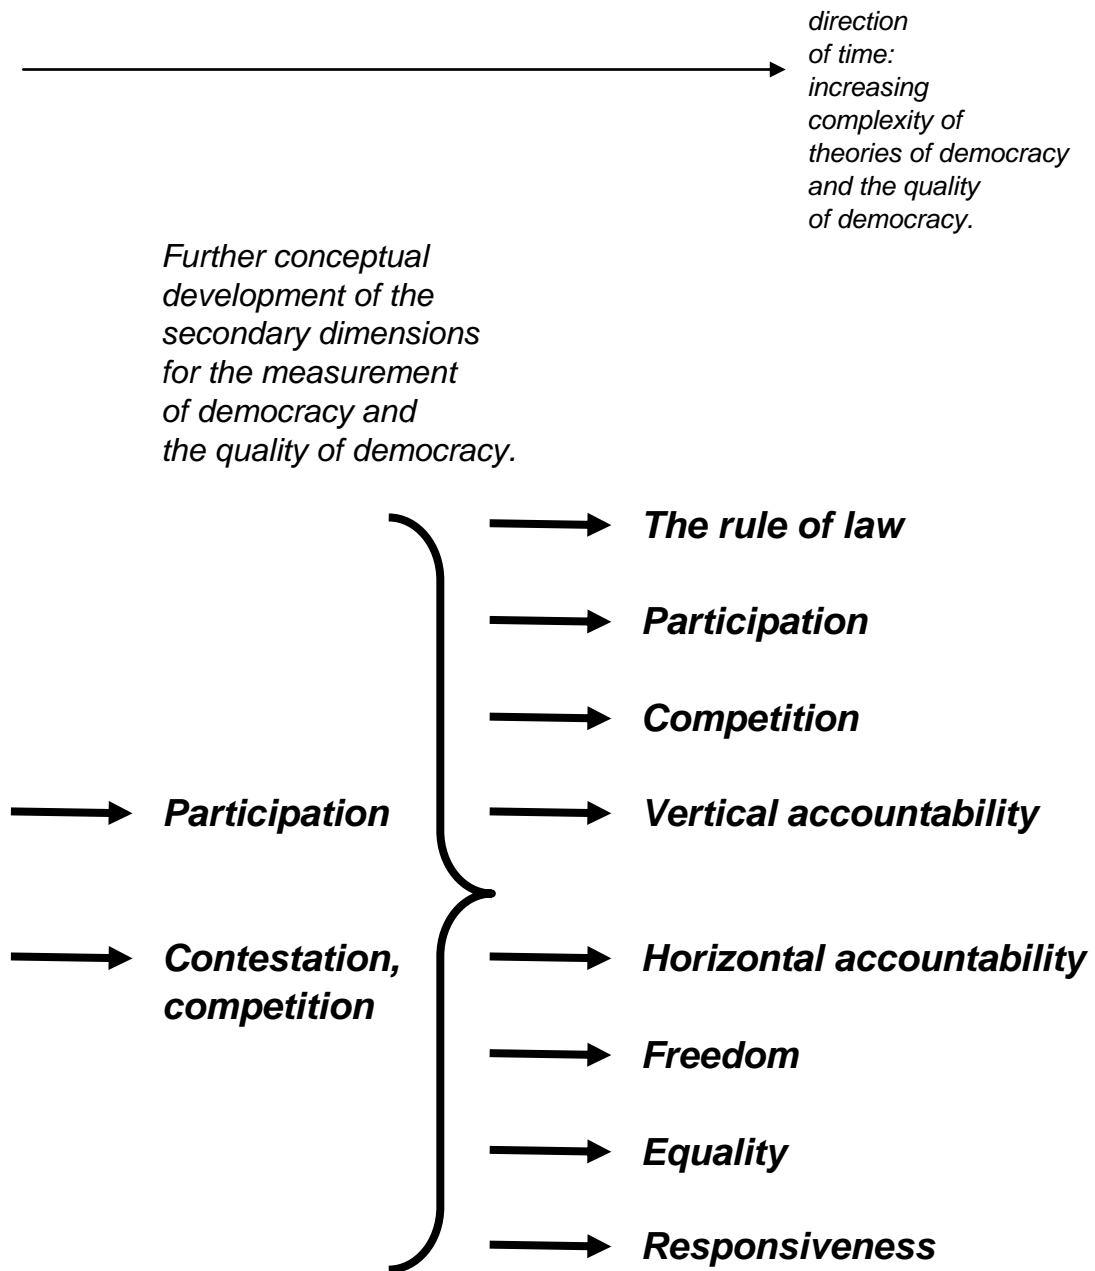 direction
of time:
increasing
complexity of
theories of democracy
and the quality
of democracy.
Further conceptual
development of the
secondary dimensions
for the measurement
of democracy and
the quality of democracy.
Participation
Contestation,
competition
The rule of law
Participation
Competition
Vertical accountability
Horizontal accountability
Freedom
Equality
Responsiveness